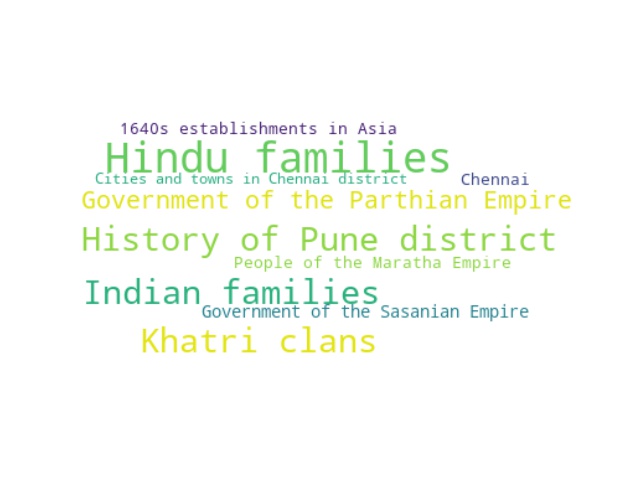 1640s establishments in Asia
Hindu families
Cities and towns in Chennai district
Chennai
Government of the Parthian Empire
History of Pune district
People of the Maratha Empire
Indian families
Government of the Sasanian Empire
Khatri clans